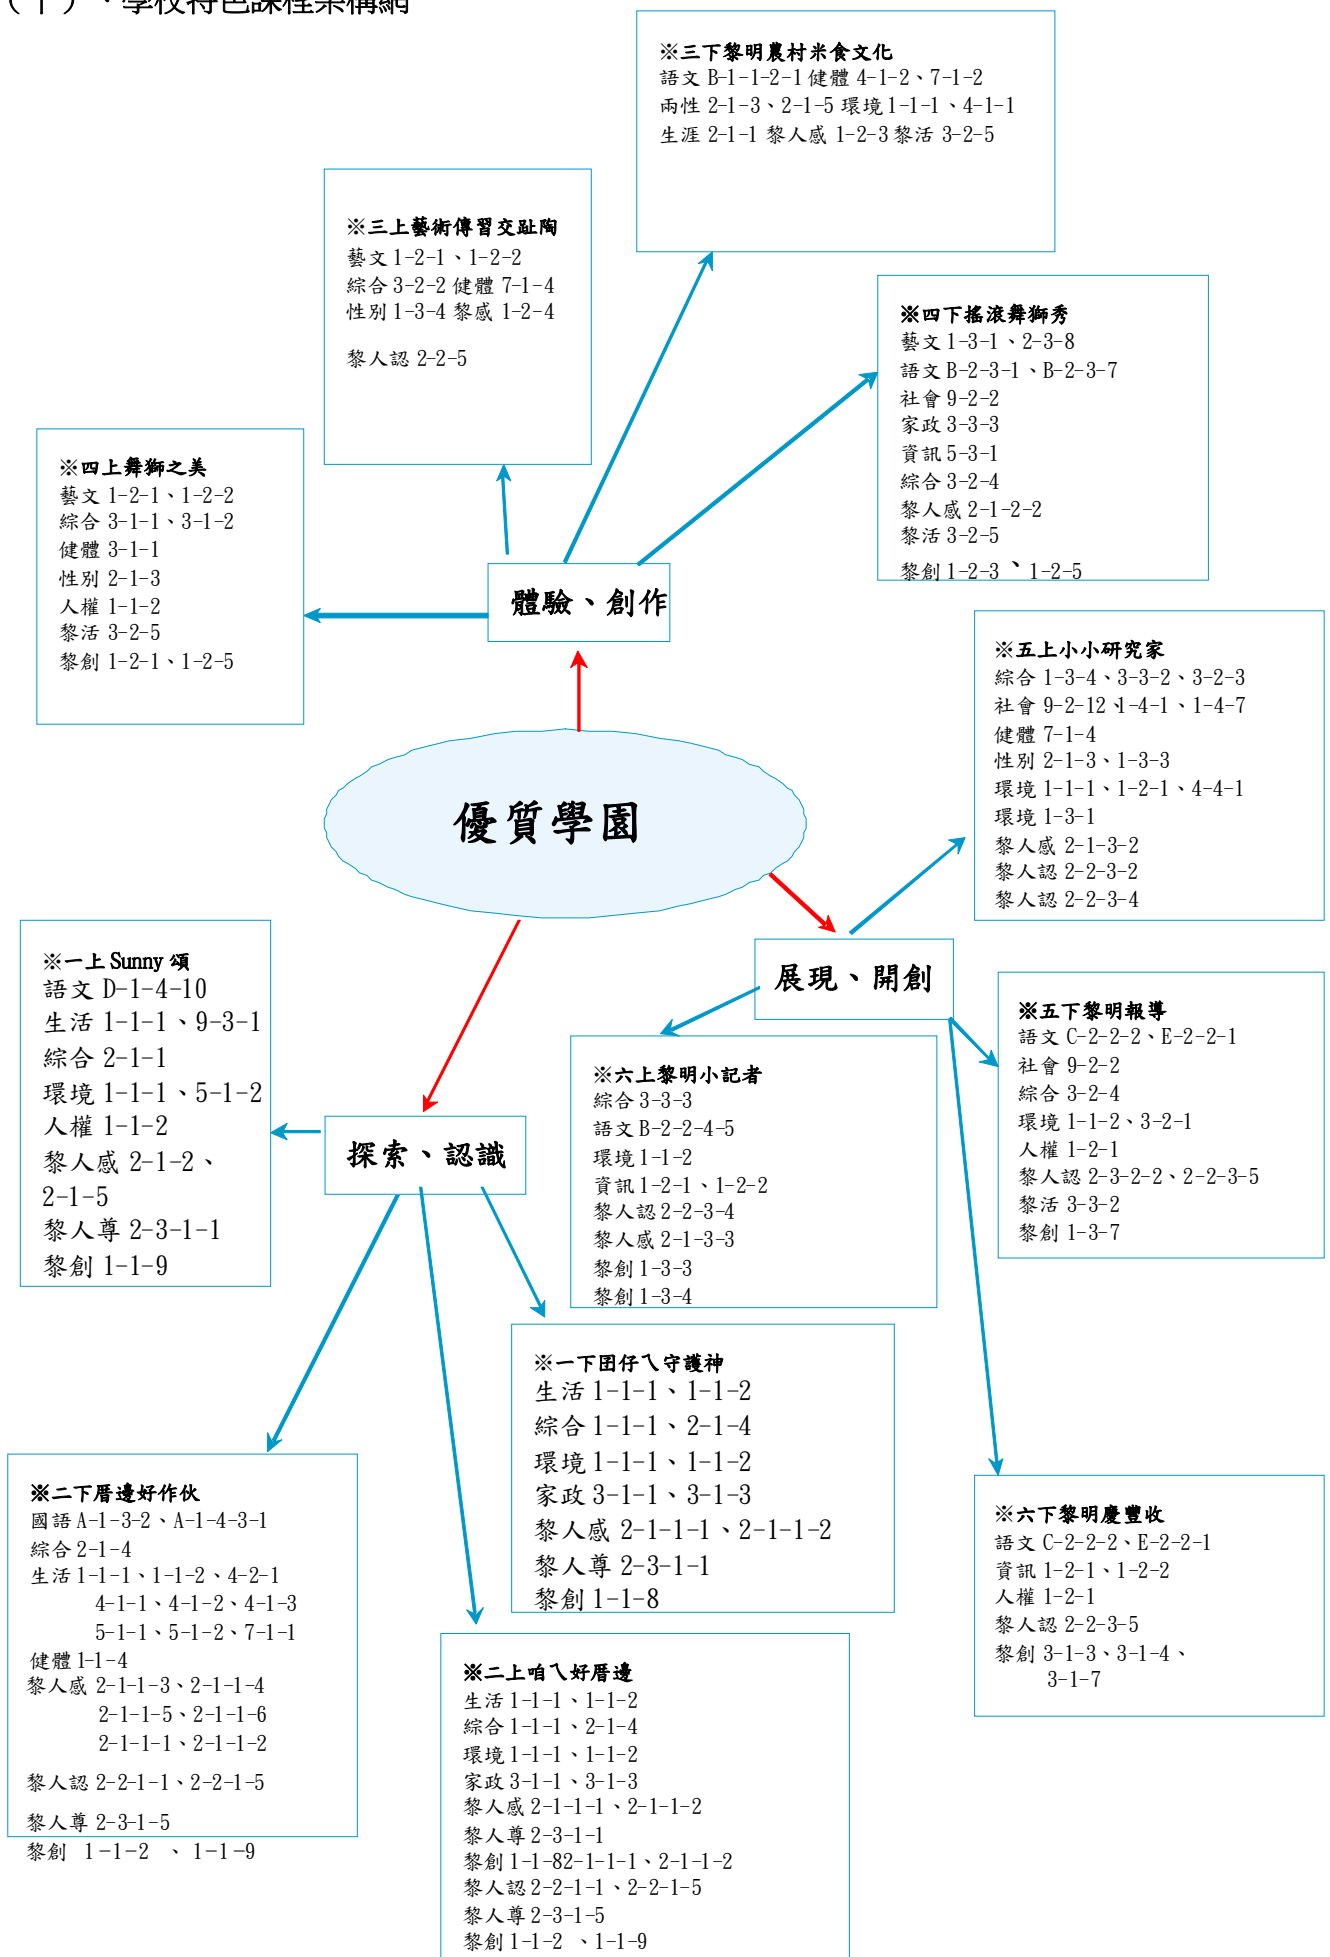 （十）、學校特色課程架構網
※三下黎明農村米食文化
語文 B-1-1-2-1 健體 4-1-2、7-1-2
兩性 2-1-3、2-1-5 環境 1-1-1、4-1-1
生涯 2-1-1 黎人感 1-2-3 黎活 3-2-5
※三上藝術傳習交趾陶
藝文 1-2-1、1-2-2
綜合 3-2-2 健體 7-1-4
性別 1-3-4 黎感 1-2-4
黎人認 2-2-5
※四下搖滾舞獅秀
藝文 1-3-1、2-3-8
語文 B-2-3-1、B-2-3-7
社會 9-2-2
家政 3-3-3
資訊 5-3-1
綜合 3-2-4
黎人感 2-1-2-2
黎活 3-2-5
黎創 1-2-3、1-2-5
※四上舞獅之美
藝文 1-2-1、1-2-2
綜合 3-1-1、3-1-2
健體 3-1-1
性別 2-1-3
人權 1-1-2
黎活 3-2-5
黎創 1-2-1、1-2-5
體驗、創作
※五上小小研究家
綜合 1-3-4、3-3-2、3-2-3
社會 9-2-12、1-4-1、1-4-7
健體 7-1-4
性別 2-1-3、1-3-3
環境 1-1-1、1-2-1、4-4-1
環境 1-3-1
黎人感 2-1-3-2
黎人認 2-2-3-2
黎人認 2-2-3-4
優質學園
展現、開創
※一上 Sunny 頌
語文 D-1-4-10
生活 1-1-1、9-3-1
綜合 2-1-1
環境 1-1-1、5-1-2
人權 1-1-2
黎人感 2-1-2、
2-1-5
黎人尊 2-3-1-1
黎創 1-1-9
探索、認識
※六上黎明小記者
綜合 3-3-3
語文 B-2-2-4-5
環境 1-1-2
資訊 1-2-1、1-2-2
黎人認 2-2-3-4
黎人感 2-1-3-3
黎創 1-3-3
黎創 1-3-4
※五下黎明報導
語文 C-2-2-2、E-2-2-1
社會 9-2-2
綜合 3-2-4
環境 1-1-2、3-2-1
人權 1-2-1
黎人認 2-3-2-2、2-2-3-5
黎活 3-3-2
黎創 1-3-7
※一下囝仔ㄟ守護神
生活 1-1-1、1-1-2
綜合 1-1-1、2-1-4
環境 1-1-1、1-1-2
家政 3-1-1、3-1-3
黎人感 2-1-1-1、2-1-1-2
黎人尊 2-3-1-1
黎創 1-1-8
※二下厝邊好作伙
國語 A-1-3-2、A-1-4-3-1
綜合 2-1-4
生活 1-1-1、1-1-2、4-2-1
4-1-1、4-1-2、4-1-3
5-1-1、5-1-2、7-1-1
健體 1-1-4
黎人感 2-1-1-3、2-1-1-4
2-1-1-5、2-1-1-6
2-1-1-1、2-1-1-2
黎人認 2-2-1-1、2-2-1-5
黎人尊 2-3-1-5
黎創 1-1-2 、 1-1-9
※六下黎明慶豐收
語文 C-2-2-2、E-2-2-1
資訊 1-2-1、1-2-2
人權 1-2-1
黎人認 2-2-3-5
黎創 3-1-3、3-1-4、
3-1-7
※二上咱ㄟ好厝邊
生活 1-1-1、1-1-2
綜合 1-1-1、2-1-4
環境 1-1-1、1-1-2
家政 3-1-1、3-1-3
黎人感 2-1-1-1、2-1-1-2
黎人尊 2-3-1-1
黎創 1-1-82-1-1-1、2-1-1-2
黎人認 2-2-1-1、2-2-1-5
黎人尊 2-3-1-5
黎創 1-1-2 、1-1-9